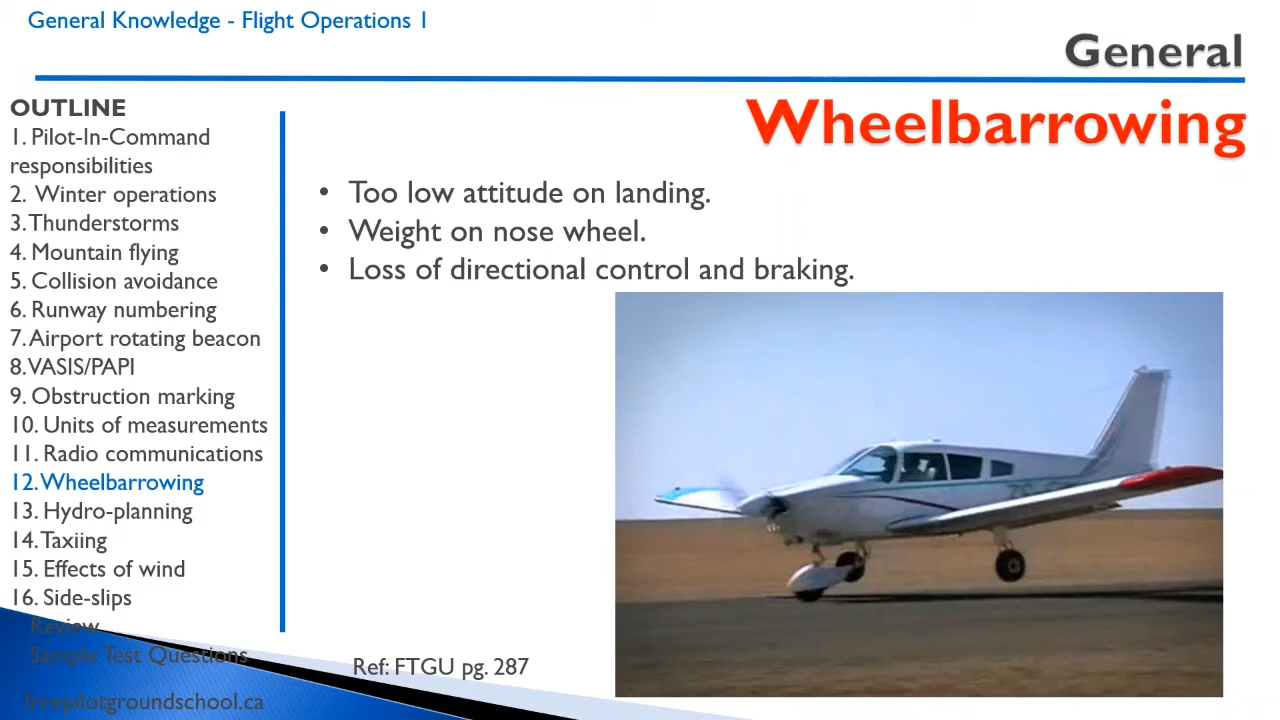 General Knowledge - Flight Operations 1
General
OUTLINE
1. Pilot-In-Command
responsibilities
2. Winter operations
3. Thunderstorms
4. Mountain flying
5. Collision avoidance
6. Runway numbering
7. Airport rotating beacon
8. VASIS/PAPI
9. Obstruction marking
10. Units of measurements
11. Radio communications
12. Wheelbarrowing
13. Hydro-planning
14. Taxiing
15. Effects of wind
16. Side-slips
Review
Sample Test Questions
freepilotgroundschool.ca
Wheelbarrowing
• Too low attitude on landing.
• Weight on nose wheel.
• Loss of directional control and braking.
Ref: FTGU pg. 287